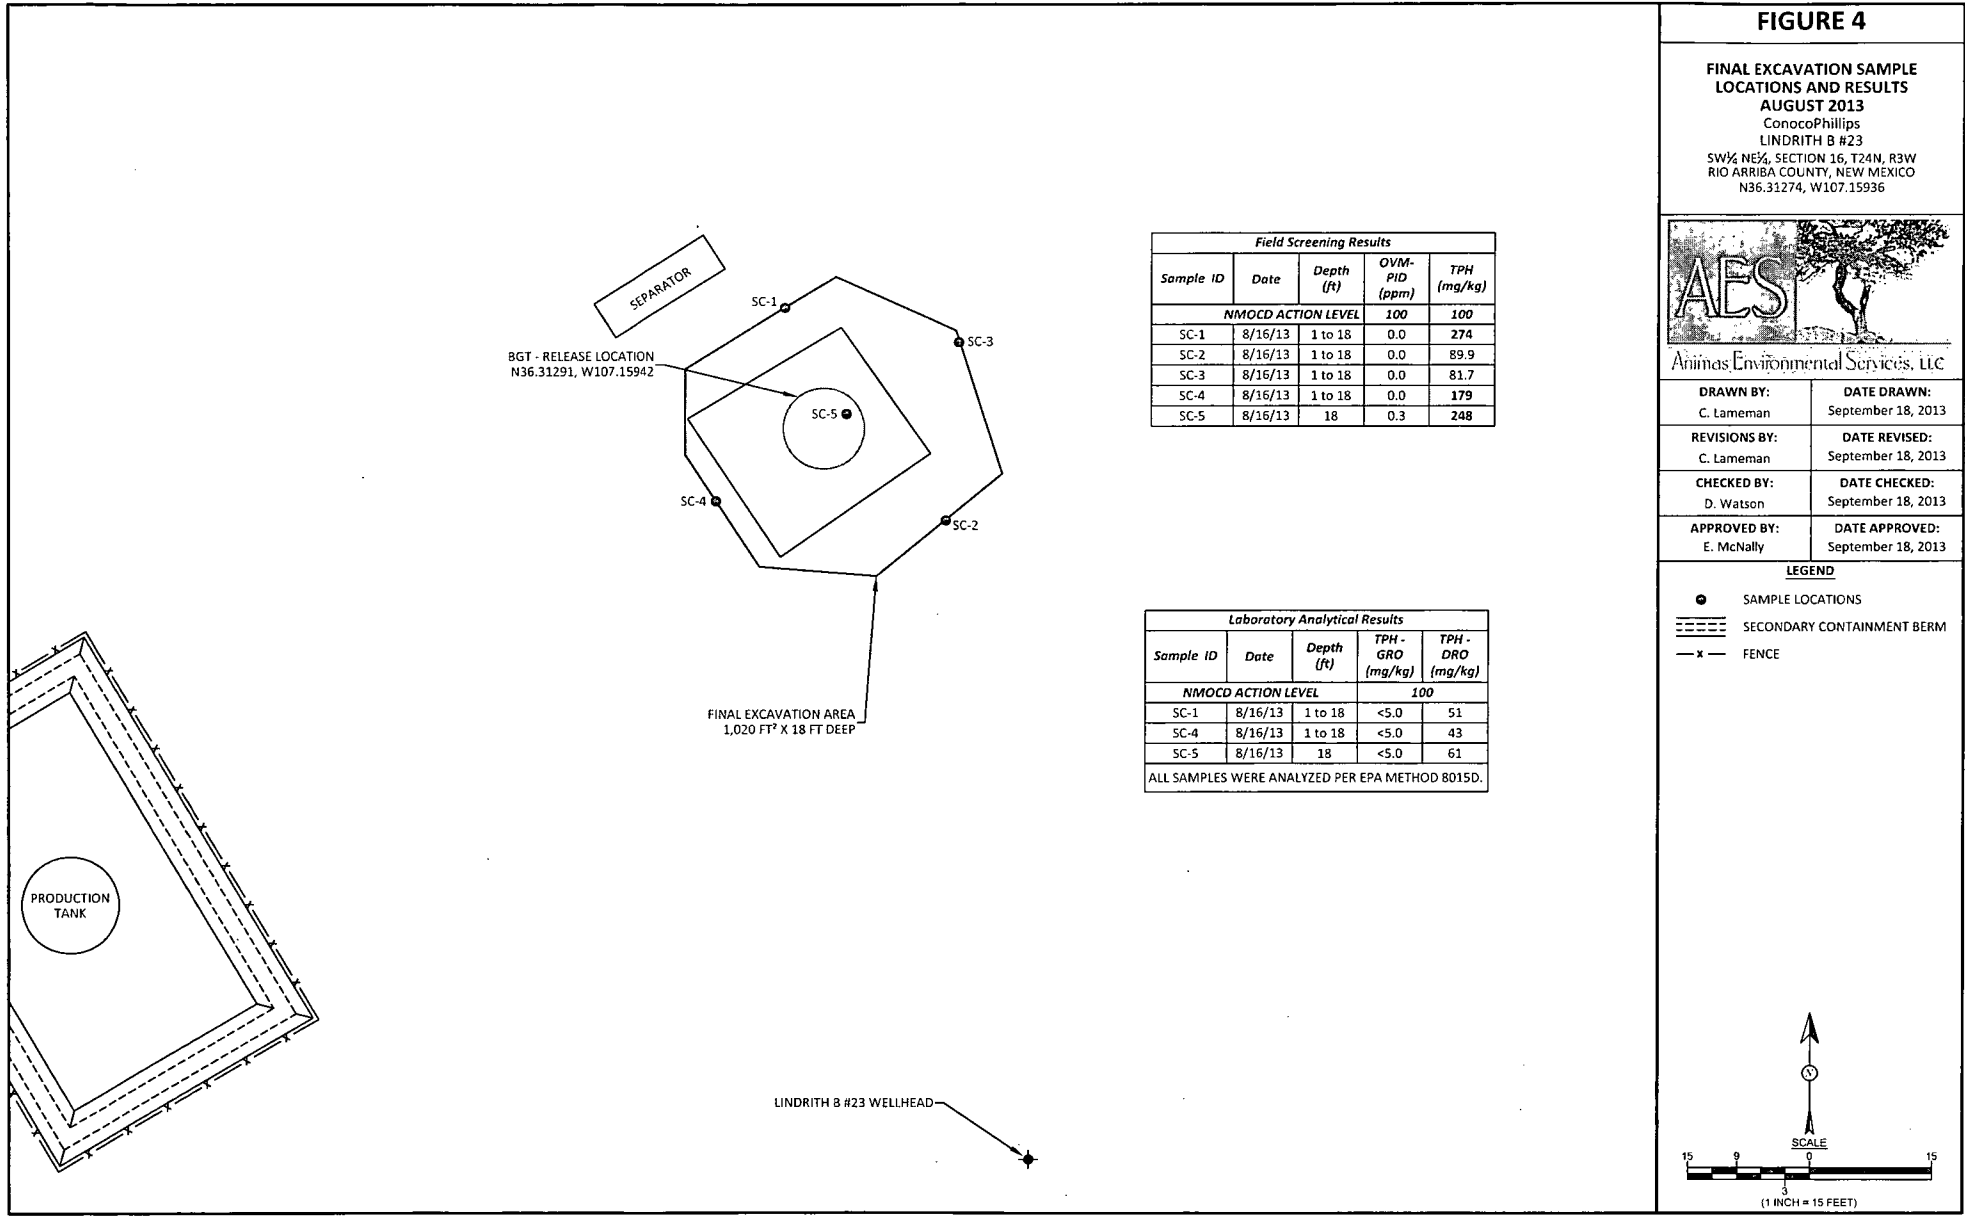 FIGURE 4
FINAL EXCAVATION SAMPLE
LOCATIONS AND RESULTS
AUGUST 2013
ConocoPhillips
LINDRITH B #23
SW¼ NE¼, SECTION 16, T24N, R3W
RIO ARRIBA COUNTY, NEW MEXICO
N36.31274, W107.15936
AES
Animas Environmental Services, LLC
DRAWN BY: DATE DRAWN:
C. Lameman September 18, 2013
REVISIONS BY: DATE REVISED:
C. Lameman September 18, 2013
CHECKED BY: DATE CHECKED:
D. Watson September 18, 2013
APPROVED BY: DATE APPROVED:
E. McNally September 18, 2013
LEGEND
SAMPLE LOCATIONS
SECONDARY CONTAINMENT BERM
x FENCE
N
SCALE
15 9 0 15
3
(1 INCH = 15 FEET)
SEPARATOR
SC-1
SC-3
BGT - RELEASE LOCATION
N36.31291, W107.15942
SC-5
SC-4
SC-2
FINAL EXCAVATION AREA
1,020 FT² X 18 FT DEEP
PRODUCTION
TANK
LINDRITH B #23 WELLHEAD
Field Screening Results
Sample ID Date Depth (ft) OVM-PID (ppm) TPH (mg/kg)
NMOCD ACTION LEVEL 100 100
SC-1 8/16/13 1 to 18 0.0 274
SC-2 8/16/13 1 to 18 0.0 89.9
SC-3 8/16/13 1 to 18 0.0 81.7
SC-4 8/16/13 1 to 18 0.0 179
SC-5 8/16/13 18 0.3 248
Laboratory Analytical Results
Sample ID Date Depth (ft) TPH - GRO (mg/kg) TPH - DRO (mg/kg)
NMOCD ACTION LEVEL 100
SC-1 8/16/13 1 to 18 <5.0 51
SC-4 8/16/13 1 to 18 <5.0 43
SC-5 8/16/13 18 <5.0 61
ALL SAMPLES WERE ANALYZED PER EPA METHOD 8015D.